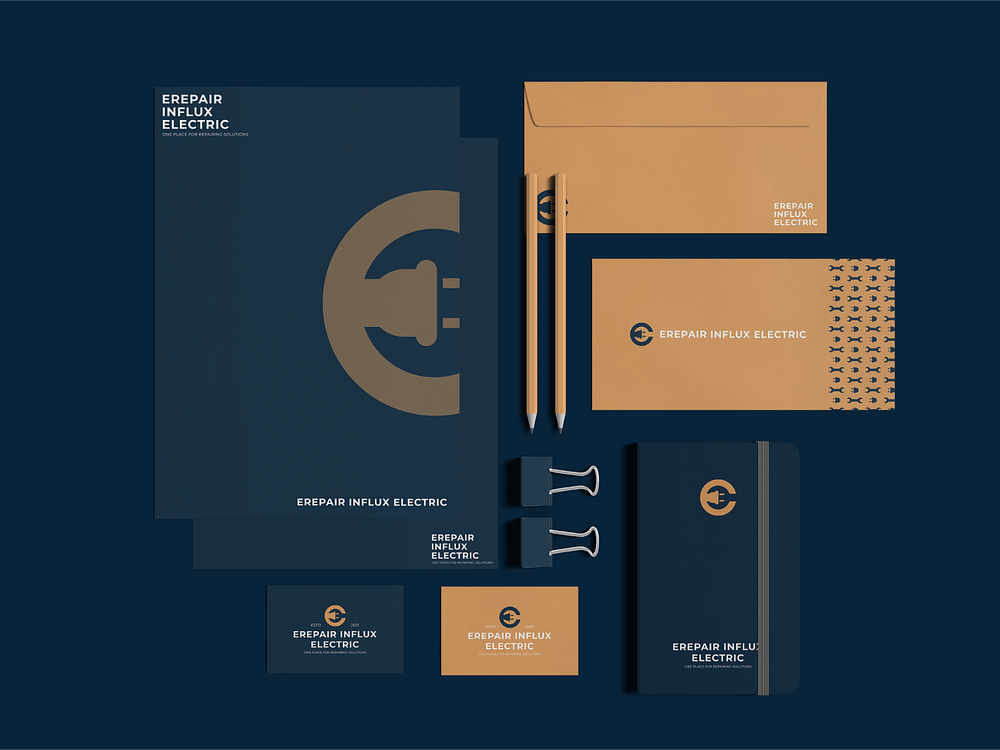 EREPAIR
INFLUX
ELECTRIC
ONE PLACE FOR REPAIRING SOLUTIONS
EREPAIR INFLUX ELECTRIC
EREPAIR
INFLUX
ELECTRIC
ONE PLACE FOR REPAIRING SOLUTIONS
EREPAIR
INFLUX
ELECTRIC
EREPAIR INFLUX ELECTRIC
ESTD 2021
EREPAIR INFLUX
ELECTRIC
ONE PLACE FOR REPAIRING SOLUTIONS
ESTD 2021
EREPAIR INFLUX
ELECTRIC
ONE PLACE FOR REPAIRING SOLUTIONS
EREPAIR INFLUX
ELECTRIC
ONE PLACE FOR REPAIRING SOLUTIONS